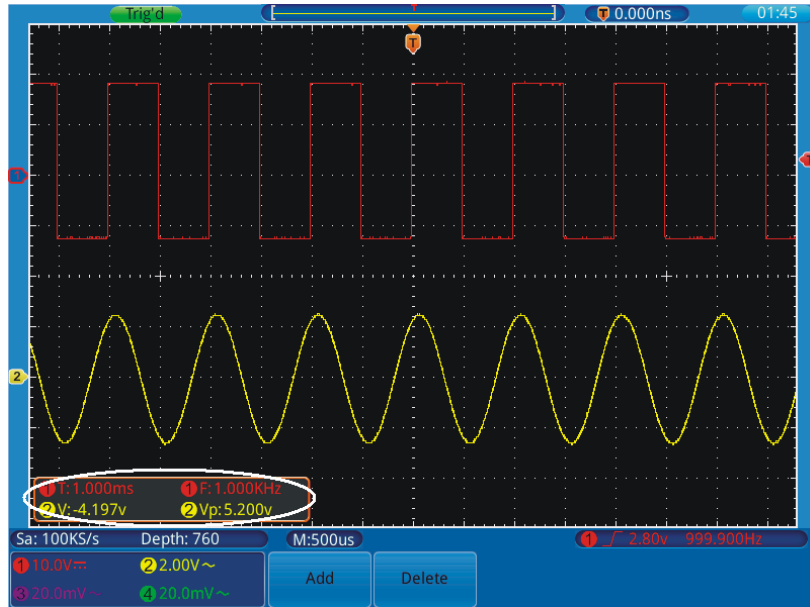 Trig'd T 0.000ns 01:45
T
1
2
1 T:1.000ms 1 F:1.000KHz
2 V:-4.197v 2 Vp:5.200v
Sa: 100KS/s Depth: 760 M:500us 1 2.80v 999.900Hz
1 10.0V 2 2.00V~ Add Delete
3 20.0mV~ 4 20.0mV~